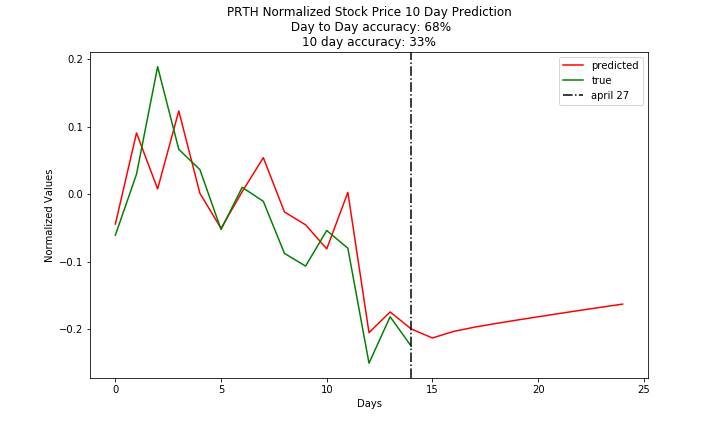 PRTH Normalized Stock Price 10 Day Prediction
Day to Day accuracy: 68%
10 day accuracy: 33%
predicted
true
april 27
0.2
0.1
0.0
−0.1
−0.2
Normalized Values
0
5
10
15
20
25
Days